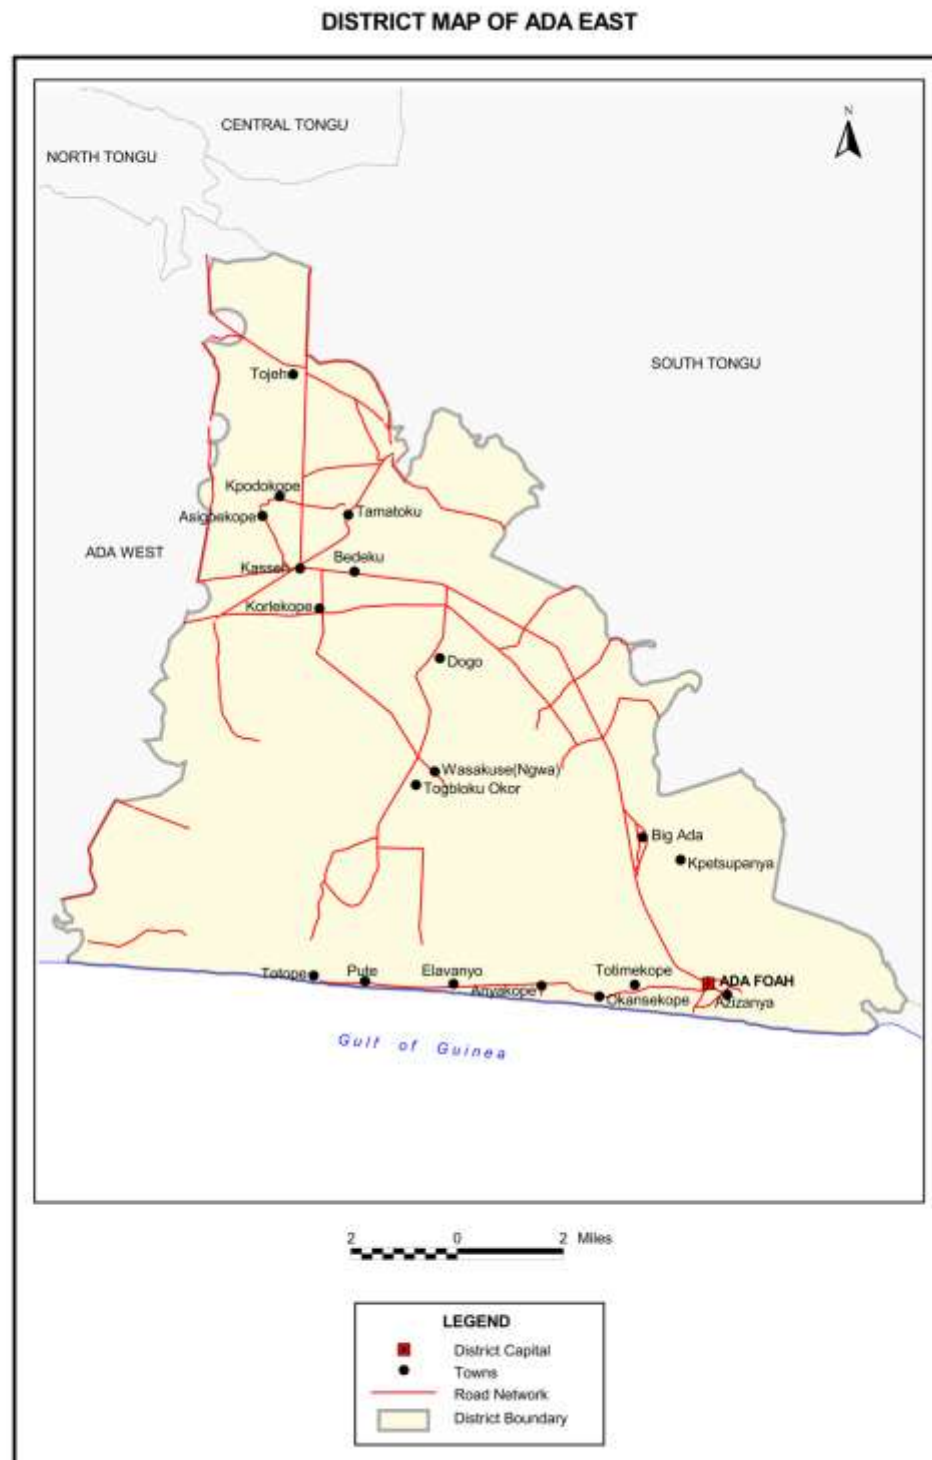 DISTRICT MAP OF ADA EAST
CENTRAL TONGU
N
NORTH TONGU
SOUTH TONGU
Tojeh
Kpodokope
Asigbekope
Tamatoku
ADA WEST
Bedeku
Kasseh
Korlekope
Dogo
Wasakuse(Ngwa)
Togbloku Okor
Big Ada
Kpetsupanya
Totope
Pute
Elavanyo
Totimekope
ADA FOAH
Anyakope
Okansekope
Azizanya
Gulf of Guinea
2 0 2 Miles
LEGEND
District Capital
Towns
Road Network
District Boundary